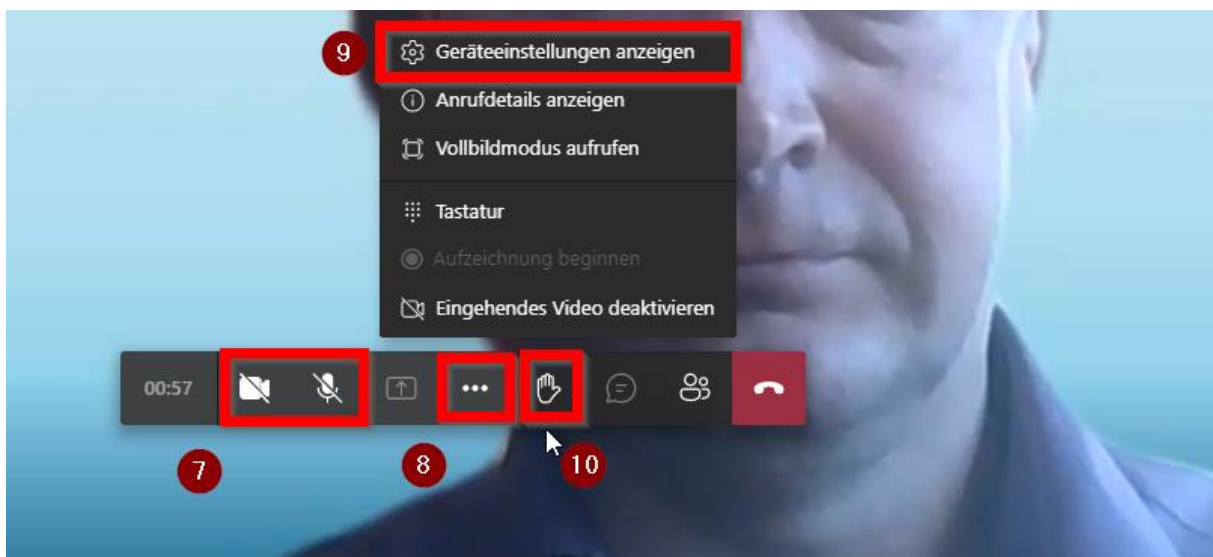 9
Geräteeinstellungen anzeigen
Anrufdetails anzeigen
Vollbildmodus aufrufen
Tastatur
Aufzeichnung beginnen
Eingehendes Video deaktivieren
00:57
7
8
10